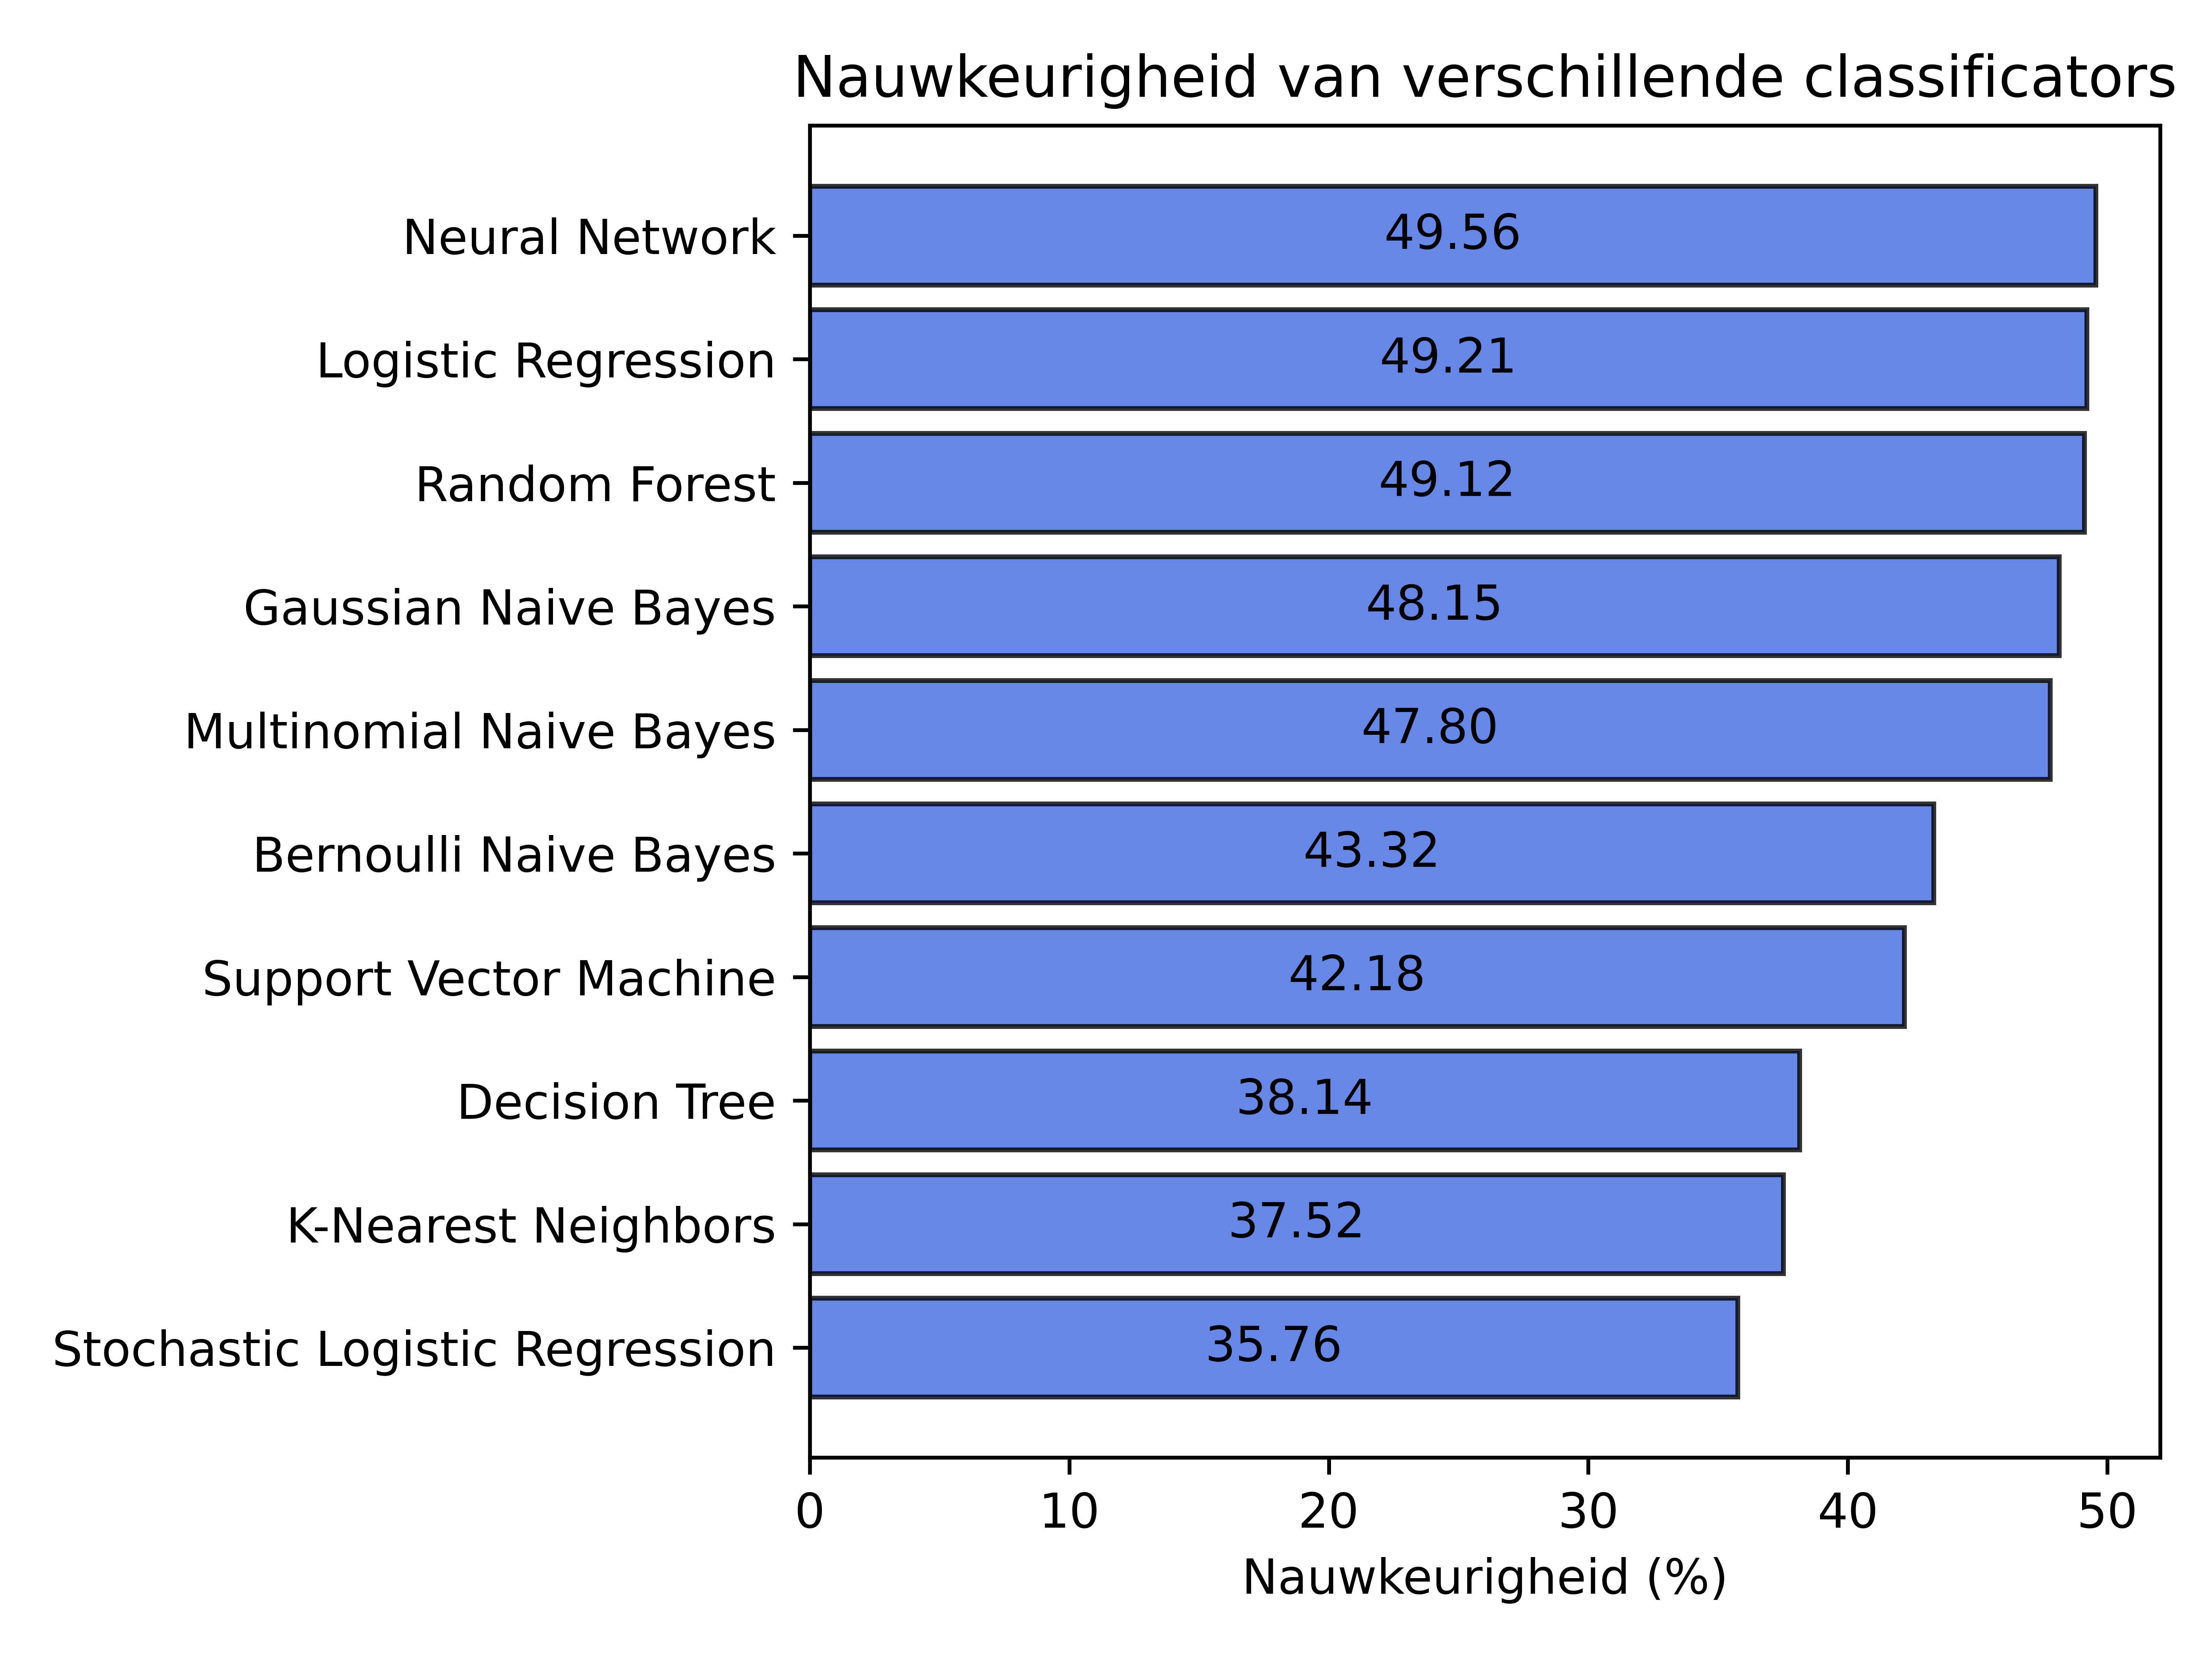 Nauwkeurigheid van verschillende classificators
Neural Network 49.56
Logistic Regression 49.21
Random Forest 49.12
Gaussian Naive Bayes 48.15
Multinomial Naive Bayes 47.80
Bernoulli Naive Bayes 43.32
Support Vector Machine 42.18
Decision Tree 38.14
K-Nearest Neighbors 37.52
Stochastic Logistic Regression 35.76
0 10 20 30 40 50
Nauwkeurigheid (%)